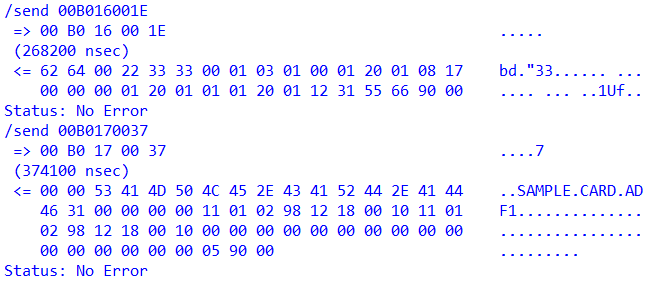 /send 00B016001E
=> 00 B0 16 00 1E .....
(268200 nsec)
<= 62 64 00 22 33 33 00 01 03 01 00 01 20 01 08 17 bd."33...... ...
00 00 00 01 20 01 01 01 20 01 12 31 55 66 90 00 .... ... ..1Uf..
Status: No Error
/send 00B0170037
=> 00 B0 17 00 37 ....7
(374100 nsec)
<= 00 00 53 41 4D 50 4C 45 2E 43 41 52 44 2E 41 44 ..SAMPLE.CARD.AD
46 31 00 00 00 00 11 01 02 98 12 18 00 10 11 01 F1..............
02 98 12 18 00 10 00 00 00 00 00 00 00 00 00 00 ................
00 00 00 00 00 00 05 90 00 .........
Status: No Error